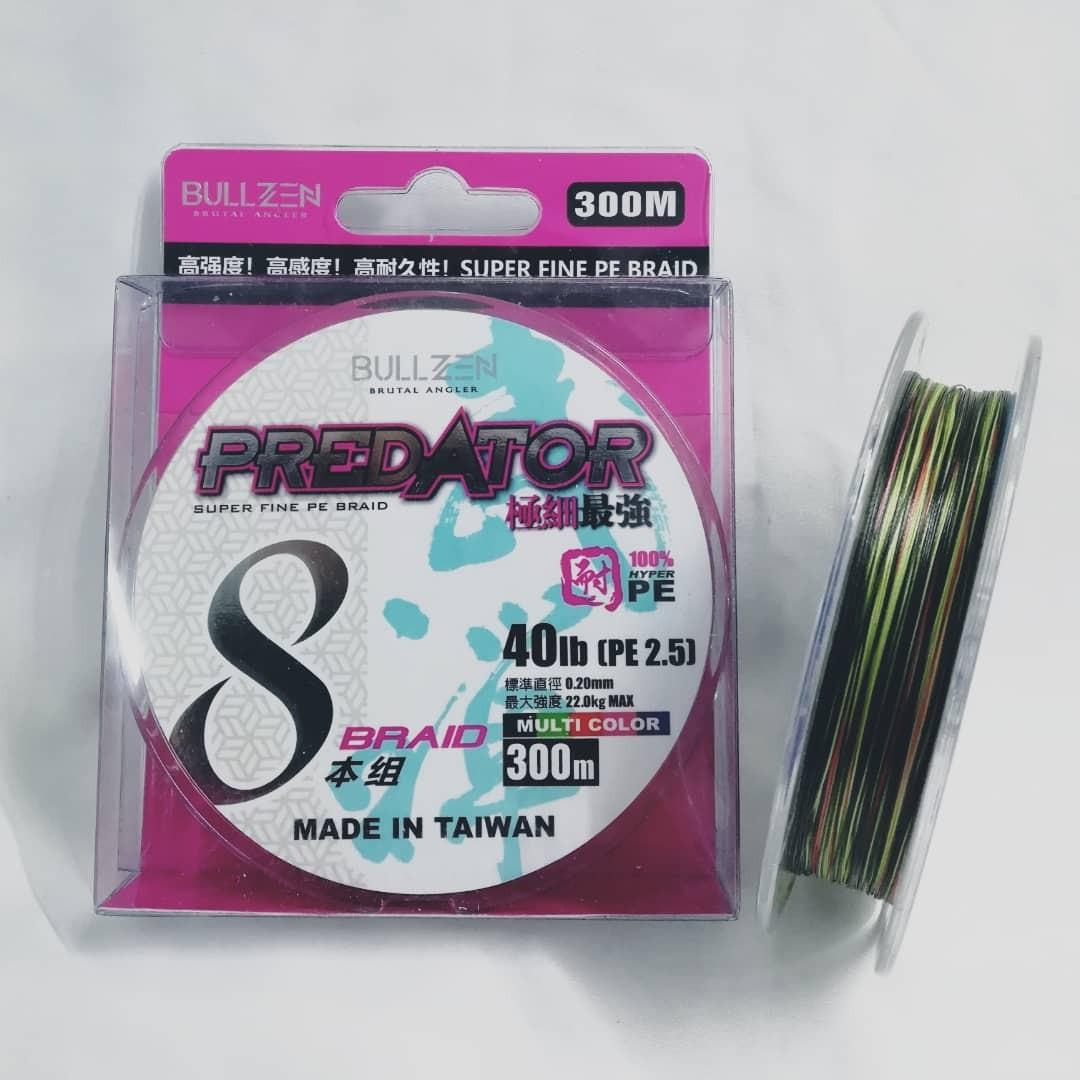 BULLZEN
BRUTAL ANGLER
300M
高强度! 高感度! 高耐久性! SUPER FINE PE BRAID
BULLZEN
BRUTAL ANGLER
PREDATOR
SUPER FINE PE BRAID
極細最強
耐
100%
HYPER
PE
40lb (PE 2.5)
標準直徑 0.20mm
最大強度 22.0kg MAX
MULTI COLOR
300m
8
BRAID
本组
MADE IN TAIWAN